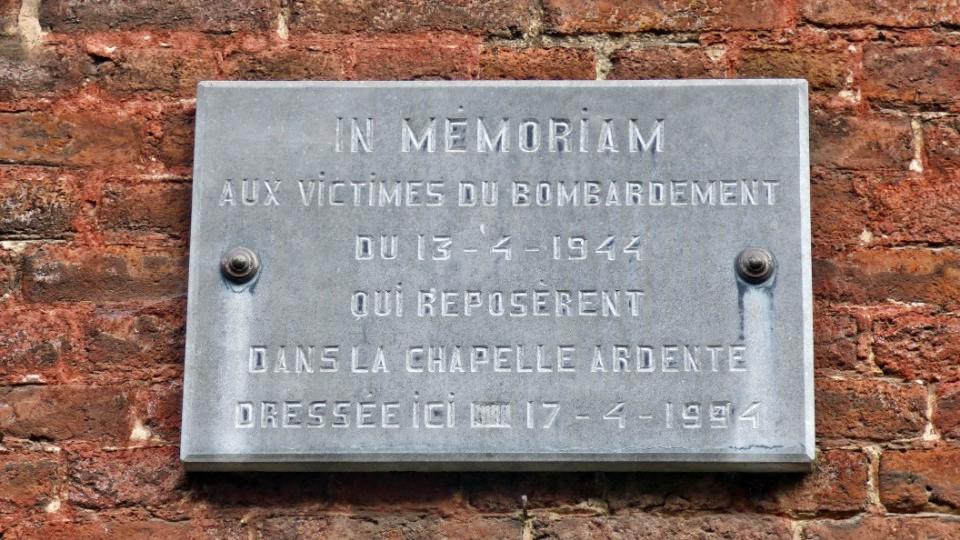 IN MÉMORIAM
AUX VICTIMES DU BOMBARDEMENT
DU 13-4-1944
QUI REPOSÈRENT
DANS LA CHAPELLE ARDENTE
DRESSÉE ICI 17-4-1994